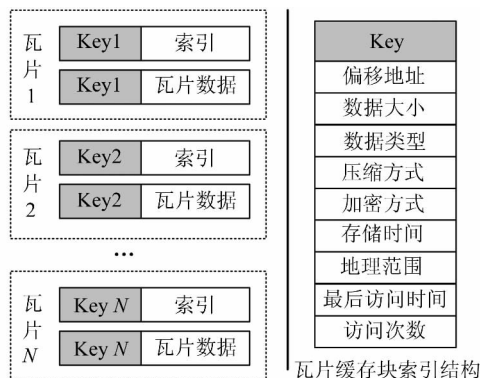 瓦片1
Key1 索引
Key1 瓦片数据
瓦片2
Key2 索引
Key2 瓦片数据
...
瓦片N
Key N 索引
Key N 瓦片数据
Key
偏移地址
数据大小
数据类型
压缩方式
加密方式
存储时间
地理范围
最后访问时间
访问次数
瓦片缓存块索引结构